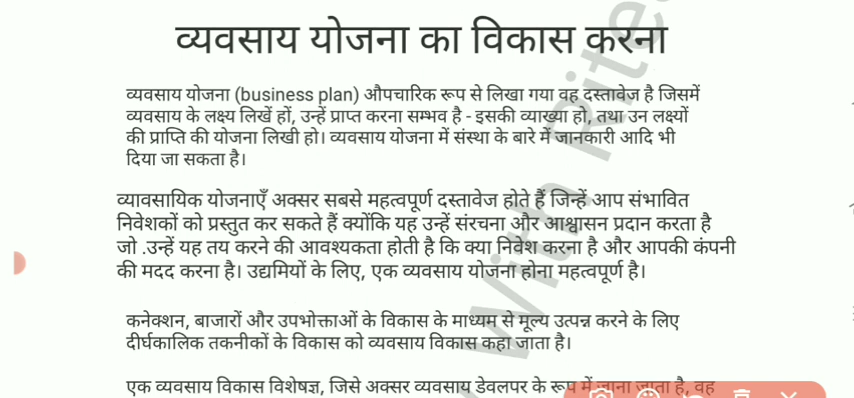 व्यवसाय योजना का विकास करना
व्यवसाय योजना (business plan) औपचारिक रूप से लिखा गया वह दस्तावेज है जिसमें
व्यवसाय के लक्ष्य लिखें हों, उन्हें प्राप्त करना सम्भव है - इसकी व्याख्या हो, तथा उन लक्ष्यों
की प्राप्ति की योजना लिखी हो। व्यवसाय योजना में संस्था के बारे में जानकारी आदि भी
दिया जा सकता है।
व्यावसायिक योजनाएँ अक्सर सबसे महत्वपूर्ण दस्तावेज होते हैं जिन्हें आप संभावित
निवेशकों को प्रस्तुत कर सकते हैं क्योंकि यह उन्हें संरचना और आश्वासन प्रदान करता है
जो .उन्हें यह तय करने की आवश्यकता होती है कि क्या निवेश करना है और आपकी कंपनी
की मदद करना है। उद्यमियों के लिए, एक व्यवसाय योजना होना महत्वपूर्ण है।
कनेक्शन, बाजारों और उपभोक्ताओं के विकास के माध्यम से मूल्य उत्पन्न करने के लिए
दीर्घकालिक तकनीकों के विकास को व्यवसाय विकास कहा जाता है।
एक व्यवसाय विकास विशेषज्ञ, जिसे अक्सर व्यवसाय डेवलपर के रूप में जाना जाता है, वह
With Rites